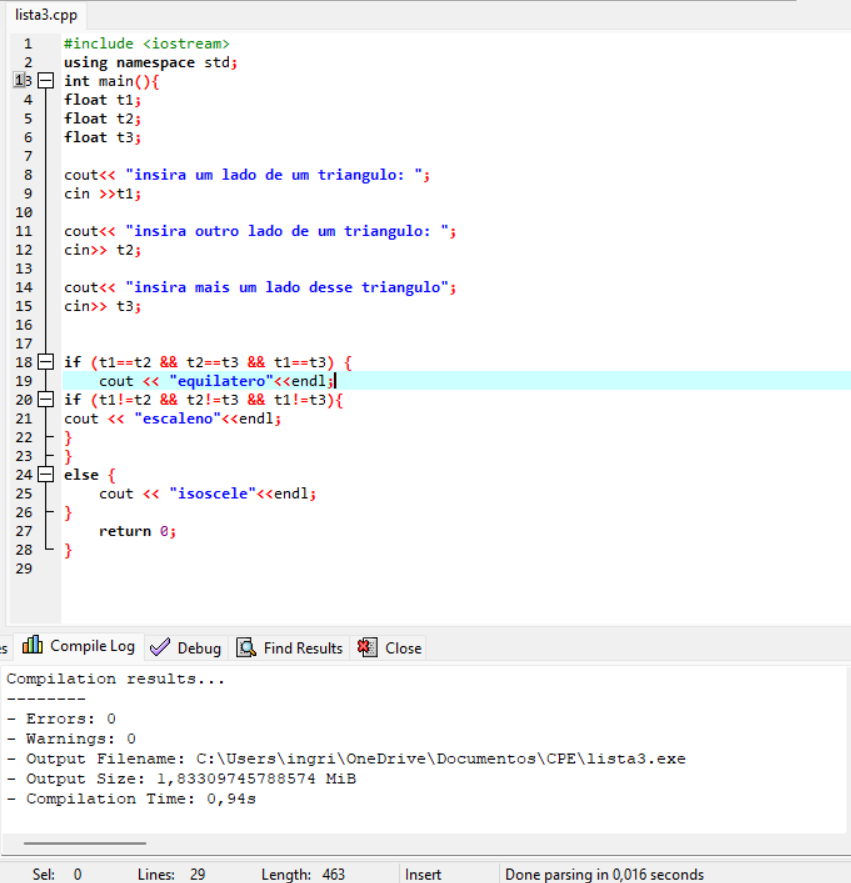 lista3.cpp
1 #include <iostream>
2 using namespace std;
13 int main(){
4 float t1;
5 float t2;
6 float t3;
7
8 cout<< "insira um lado de um triangulo: ";
9 cin >>t1;
10
11 cout<< "insira outro lado de um triangulo: ";
12 cin>> t2;
13
14 cout<< "insira mais um lado desse triangulo";
15 cin>> t3;
16
17
18 if (t1==t2 && t2==t3 && t1==t3) {
19 cout << "equilatero"<<endl;
20 if (t1!=t2 && t2!=t3 && t1!=t3){
21 cout << "escaleno"<<endl;
22 }
23 }
24 else {
25 cout << "isoscele"<<endl;
26 }
27 return 0;
28 }
29
es Compile Log Debug Find Results Close
Compilation results...
--------
- Errors: 0
- Warnings: 0
- Output Filename: C:\Users\ingri\OneDrive\Documentos\CPE\lista3.exe
- Output Size: 1,83309745788574 MiB
- Compilation Time: 0,94s
Sel: 0 Lines: 29 Length: 463 Insert Done parsing in 0,016 seconds